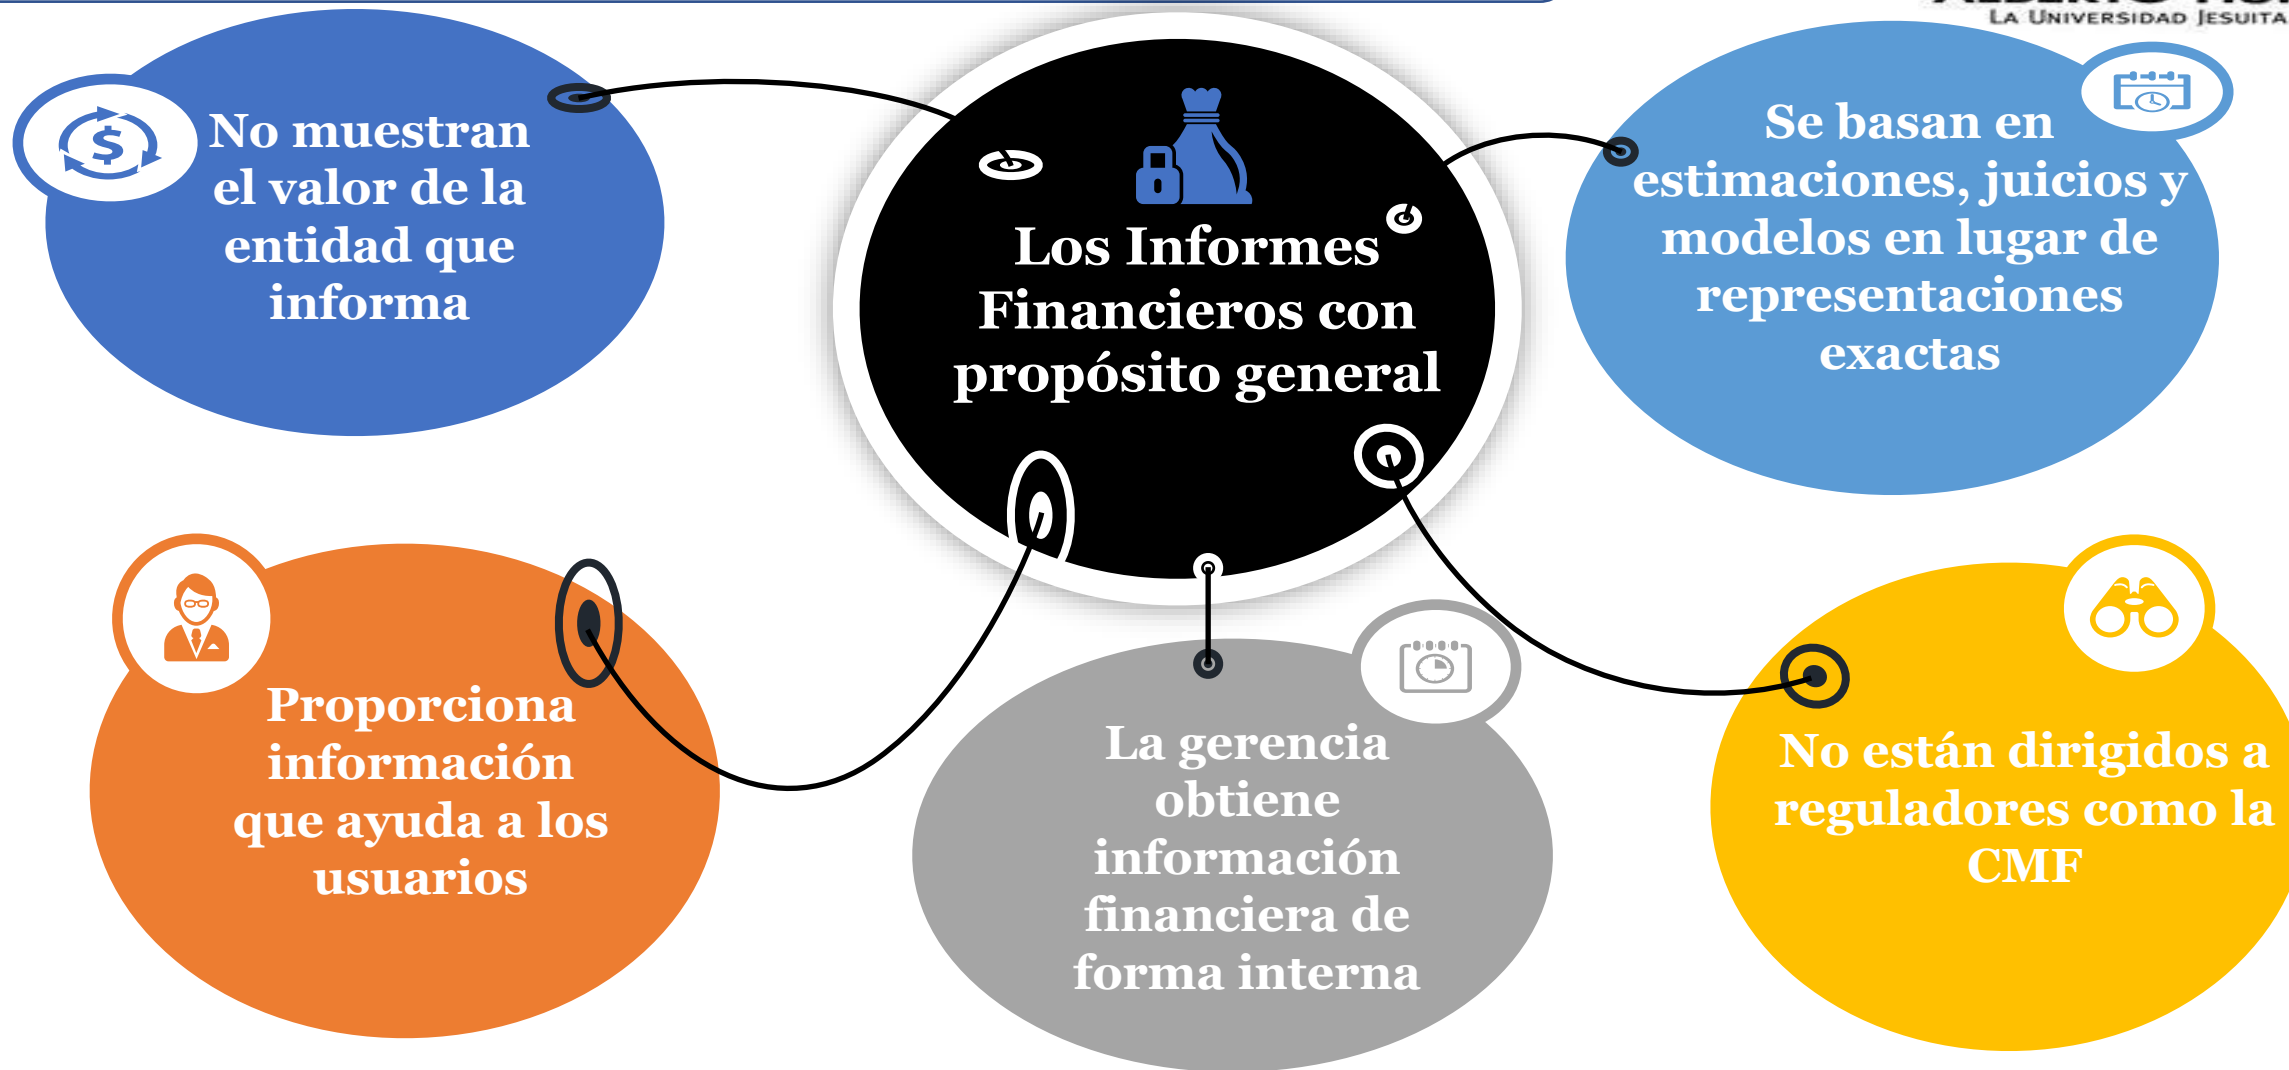 LA UNIVERSIDAD JESUITA
No muestran
el valor de la
entidad que
informa
Los Informes
Financieros con
propósito general
Se basan en
estimaciones, juicios y
modelos en lugar de
representaciones
exactas
Proporciona
información
que ayuda a los
usuarios
La gerencia
obtiene
información
financiera de
forma interna
No están dirigidos a
reguladores como la
CMF